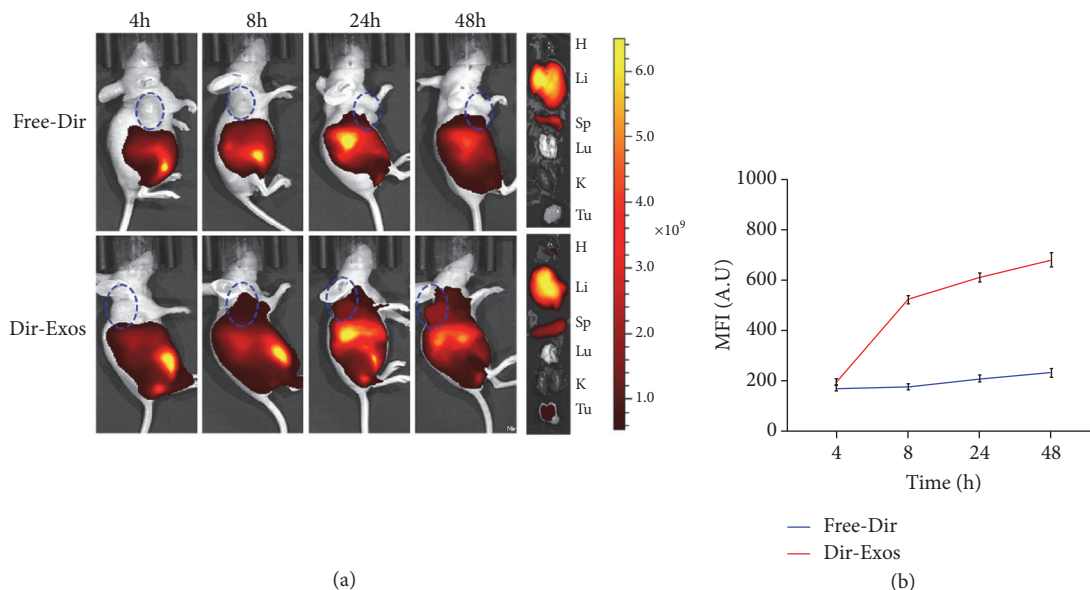 4h 8h 24h 48h
Free-Dir
H
Li
Sp
Lu
K
Tu
Dir-Exos
H
Li
Sp
Lu
K
Tu
6.0
5.0
4.0
×10⁹
3.0
2.0
1.0
(a)
MFI (A.U)
1000
800
600
400
200
0
4 8 24 48
Time (h)
Free-Dir
Dir-Exos
(b)